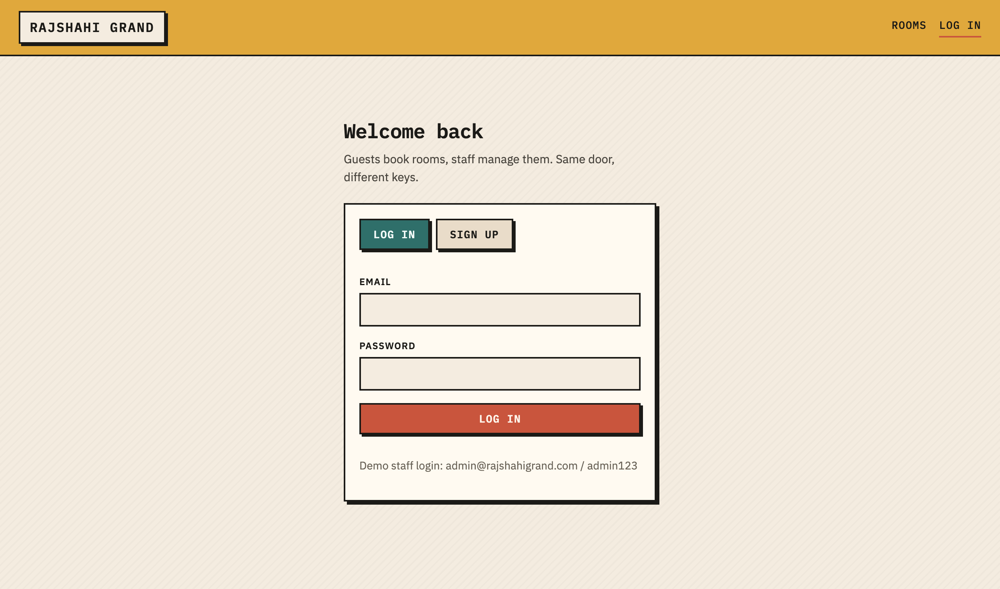 RAJSHAHI GRAND
ROOMS
LOG IN
Welcome back
Guests book rooms, staff manage them. Same door,
different keys.
LOG IN
SIGN UP
EMAIL
PASSWORD
LOG IN
Demo staff login: admin@rajshahigrand.com / admin123